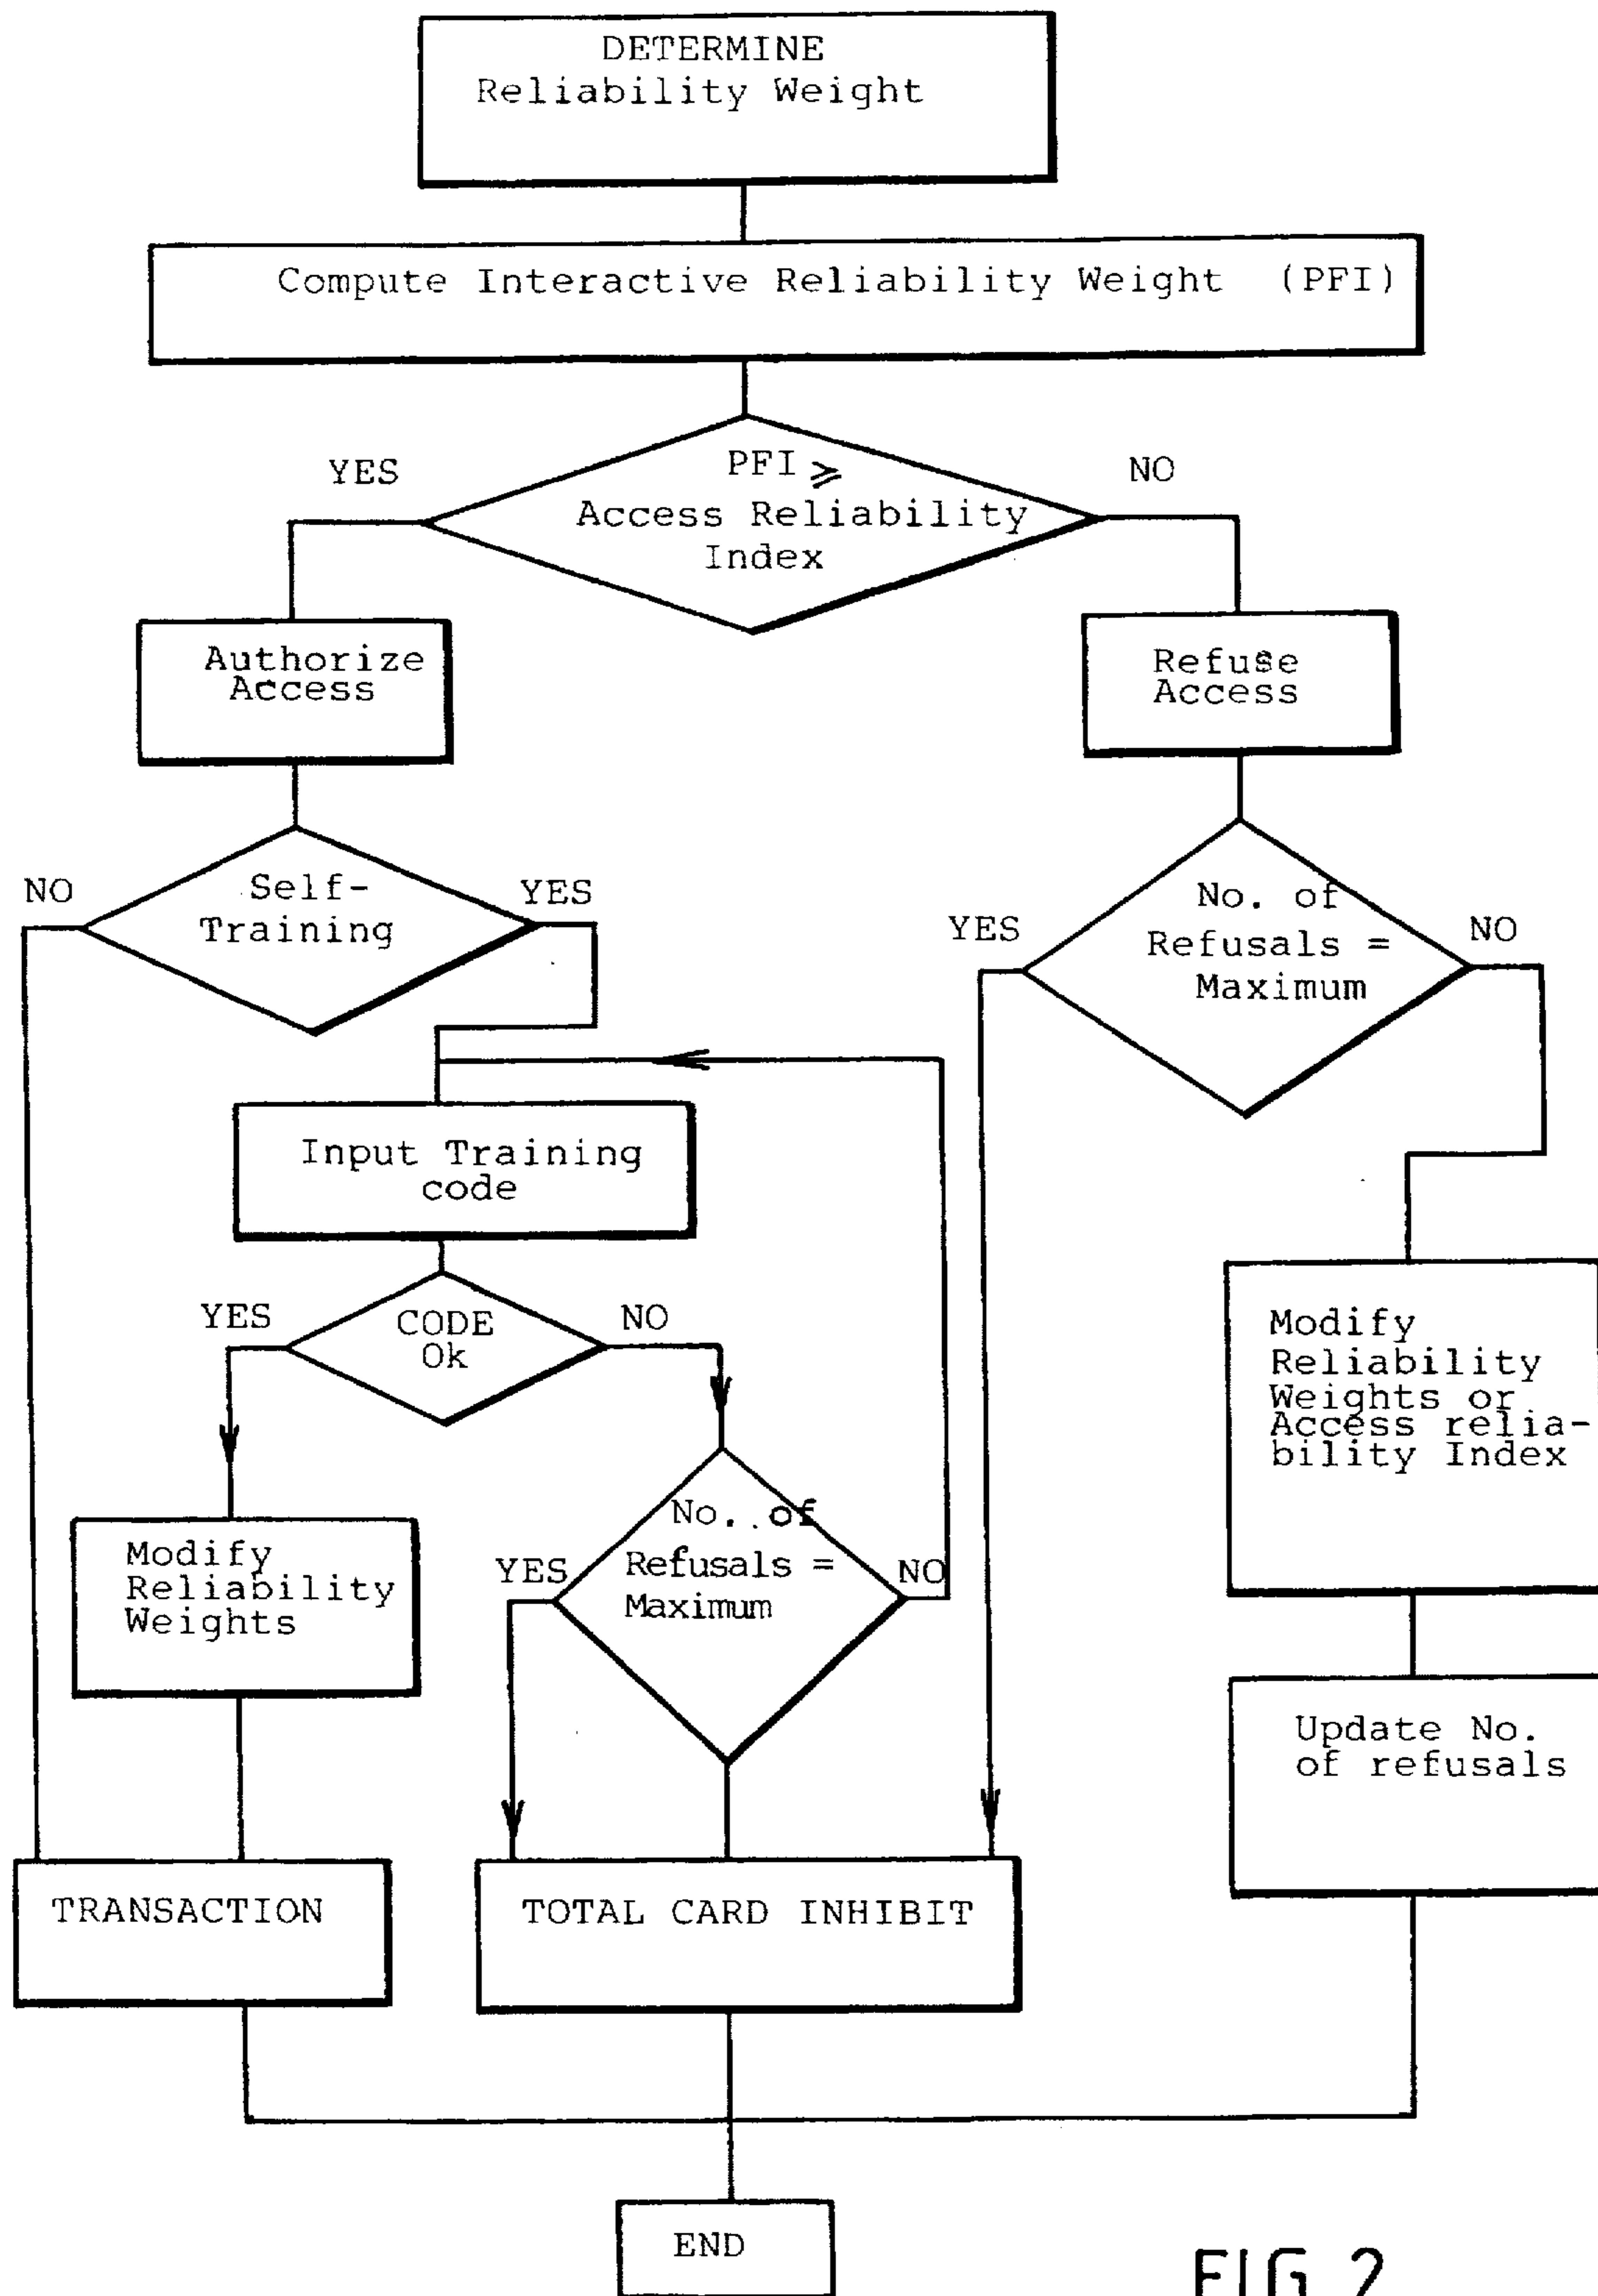 DETERMINE
Reliability Weight
Compute Interactive Reliability Weight (PFI)
YES
PFI ⩾
NO
Access Reliability
Index
Authorize
Access
Refuse
Access
NO
Self-
Training
YES
YES
No. of
Refusals =
Maximum
NO
Input Training
code
YES
CODE
Ok
NO
Modify
Reliability
Weights or
Access relia-
bility Index
Modify
Reliability
Weights
YES
No. of
Refusals =
Maximum
NO
Update No.
of refusals
TRANSACTION
TOTAL CARD INHIBIT
END
FIG. 2